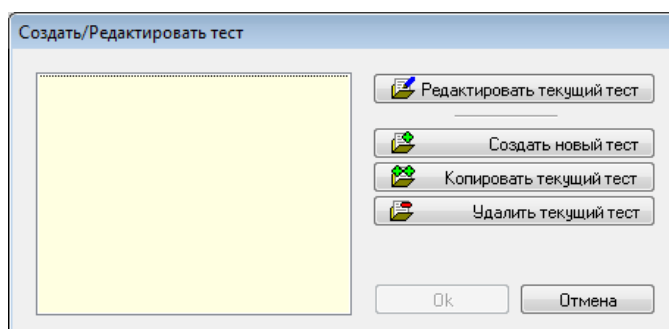 Создать/Редактировать тест
Редактировать текущий тест
Создать новый тест
Копировать текущий тест
Удалить текущий тест
Ok
Отмена